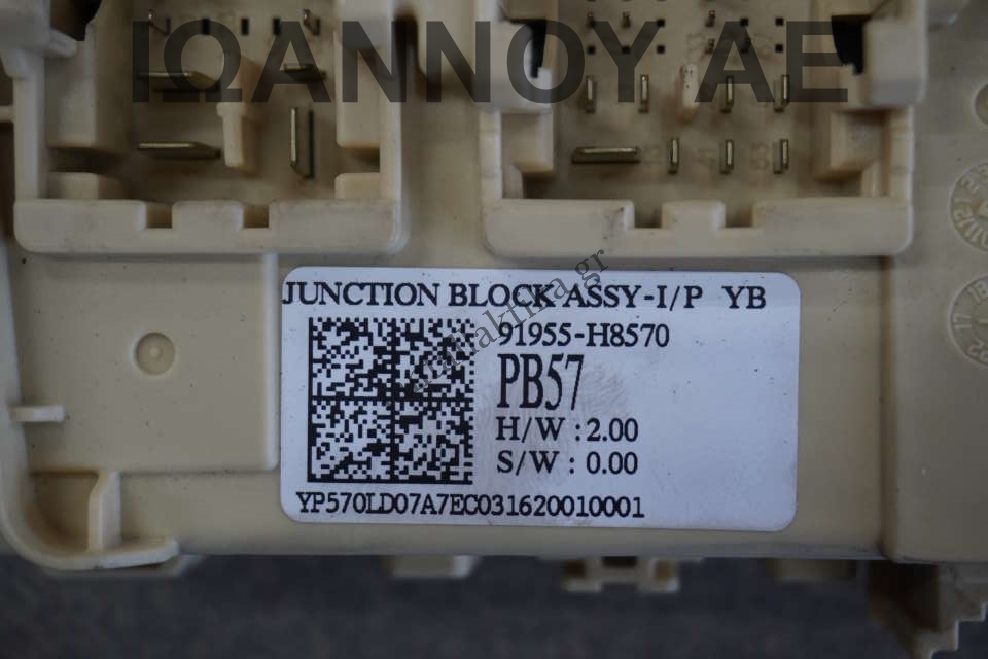 ΙΩΑΝΝΟΥ ΑΕ
JUNCTION BLOCK ASSY-I/P YB
91955-H8570
PB57
H/W : 2.00
S/W : 0.00
YP570LD07A7EC031620010001